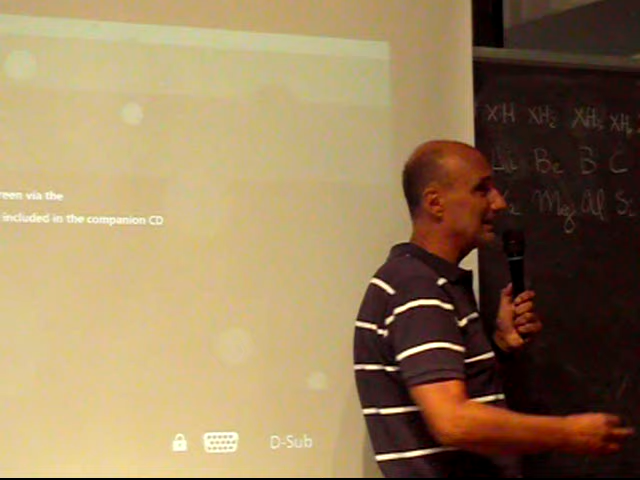 reen via the
included in the companion CD
D-Sub
XH XH₂ XH₃ XH₄
Li Be B C
Mg Al Si